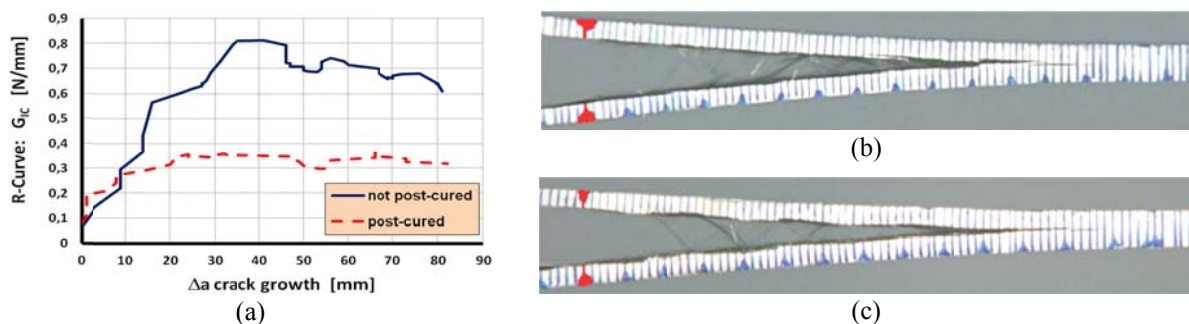 R-Curve: G_IC [N/mm]
0,9
0,8
0,7
0,6
0,5
0,4
0,3
0,2
0,1
0
0 10 20 30 40 50 60 70 80 90
Δa crack growth [mm]
not post-cured
post-cured
(a)
(b)
(c)